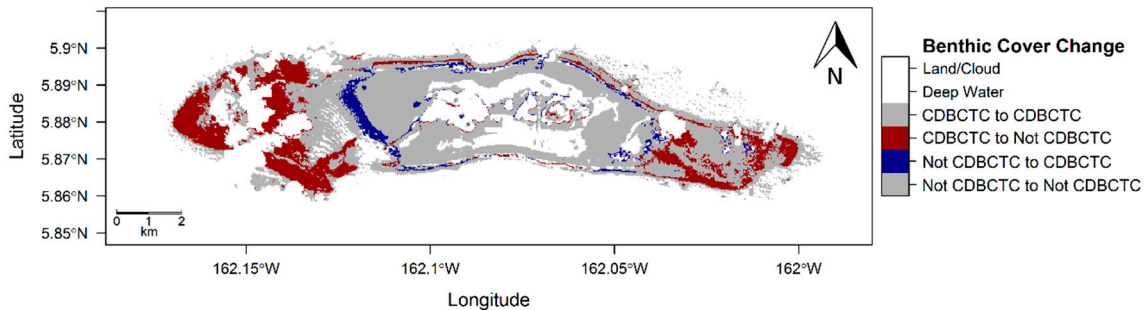 5.9°N
5.89°N
5.88°N
5.87°N
5.86°N
5.85°N
Latitude
0 1 2
km
N
162.15°W
162.1°W
162.05°W
162°W
Longitude
Benthic Cover Change
Land/Cloud
Deep Water
CDBCTC to CDBCTC
CDBCTC to Not CDBCTC
Not CDBCTC to CDBCTC
Not CDBCTC to Not CDBCTC